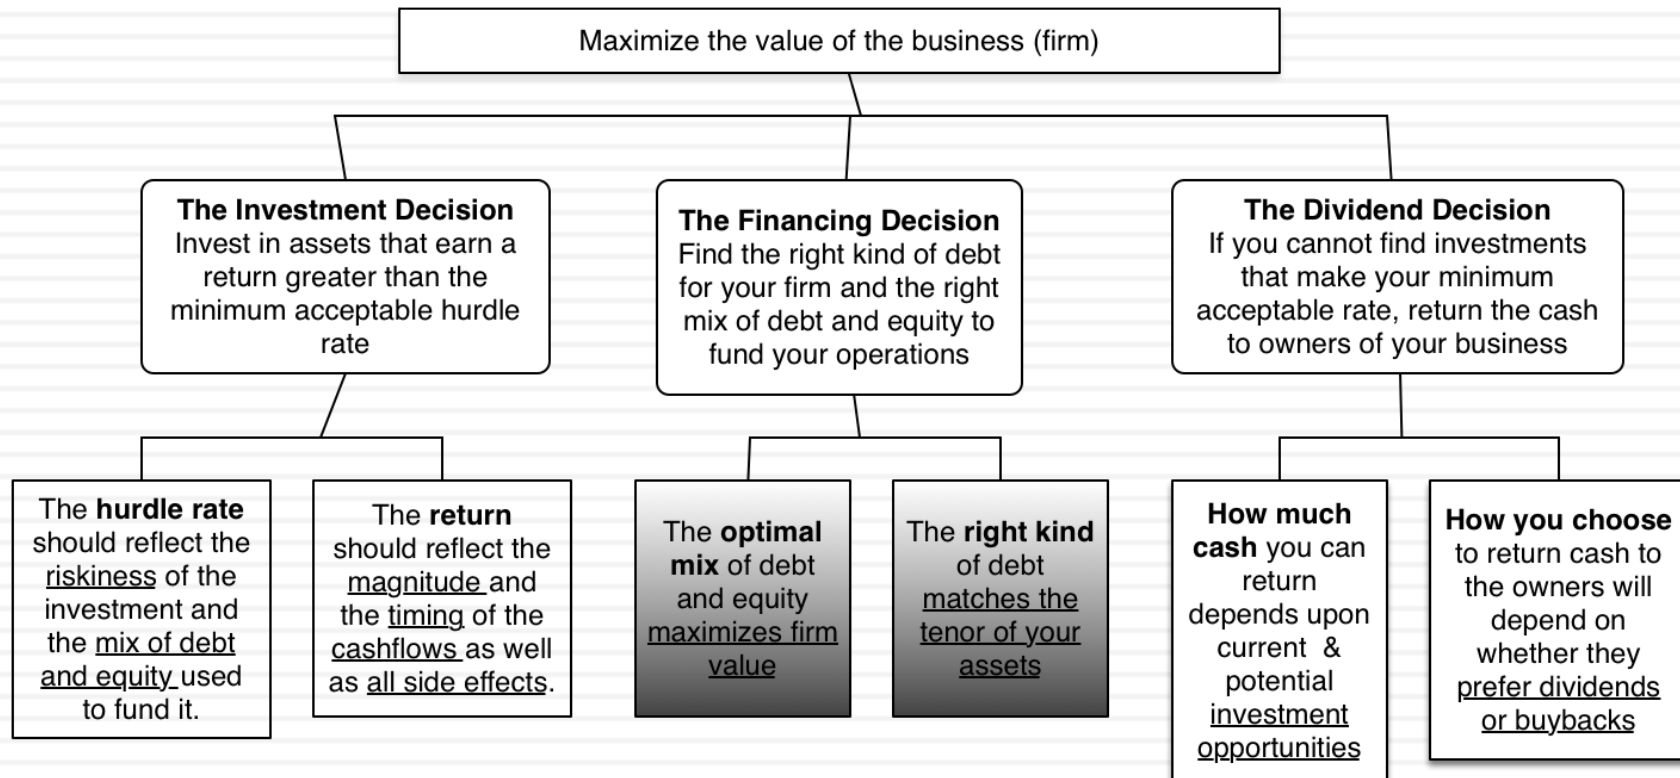 Maximize the value of the business (firm)
The Investment Decision
Invest in assets that earn a
return greater than the
minimum acceptable hurdle
rate
The Financing Decision
Find the right kind of debt
for your firm and the right
mix of debt and equity to
fund your operations
The Dividend Decision
If you cannot find investments
that make your minimum
acceptable rate, return the cash
to owners of your business
The hurdle rate
should reflect the
riskiness of the
investment and
the mix of debt
and equity used
to fund it.
The return
should reflect the
magnitude and
the timing of the
cashflows as well
as all side effects.
The optimal
mix of debt
and equity
maximizes firm
value
The right kind
of debt
matches the
tenor of your
assets
How much
cash you can
return
depends upon
current &
potential
investment
opportunities
How you choose
to return cash to
the owners will
depend on
whether they
prefer dividends
or buybacks